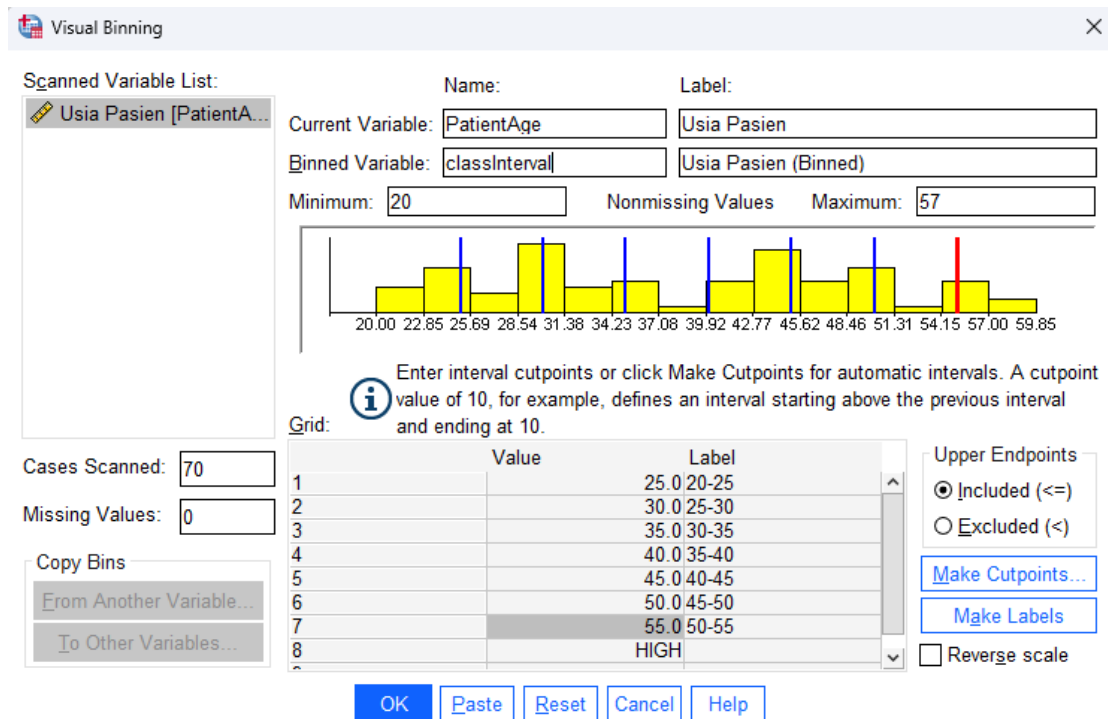 Visual Binning
Scanned Variable List:
Usia Pasien [PatientA...
Cases Scanned: 70
Missing Values: 0
Copy Bins
From Another Variable...
To Other Variables...
Name: Label:
Current Variable: PatientAge Usia Pasien
Binned Variable: classInterval Usia Pasien (Binned)
Minimum: 20 Nonmissing Values Maximum: 57
20.00 22.85 25.69 28.54 31.38 34.23 37.08 39.92 42.77 45.62 48.46 51.31 54.15 57.00 59.85
Enter interval cutpoints or click Make Cutpoints for automatic intervals. A cutpoint
value of 10, for example, defines an interval starting above the previous interval
and ending at 10.
Grid:
Value Label
1 25.0 20-25
2 30.0 25-30
3 35.0 30-35
4 40.0 35-40
5 45.0 40-45
6 50.0 45-50
7 55.0 50-55
8 HIGH
Upper Endpoints
Included (<=)
Excluded (<)
Make Cutpoints...
Make Labels
Reverse scale
OK Paste Reset Cancel Help